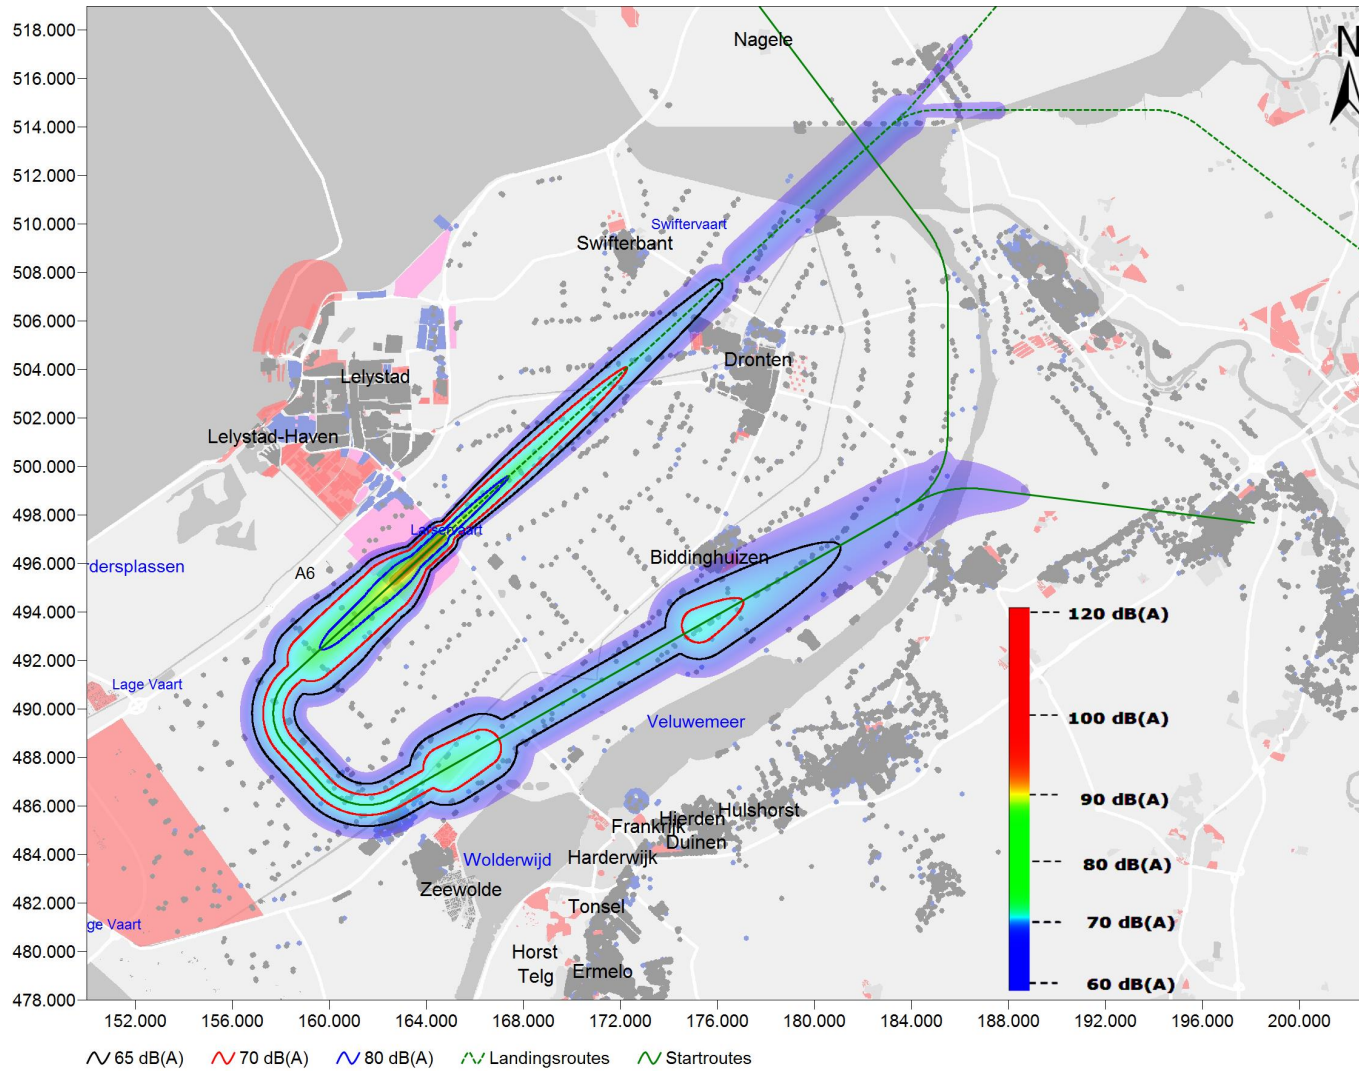 518.000
516.000
514.000
512.000
510.000
508.000
506.000
504.000
502.000
500.000
498.000
496.000
494.000
492.000
490.000
488.000
486.000
484.000
482.000
480.000
478.000
Nagele
N
Swiftervaart
Swifterbant
Dronten
Lelystad
Lelystad-Haven
Larservaart
Biddinghuizen
dersplassen
A6
Lage Vaart
Veluwemeer
Hulshorst
Hierden
Frankrijk
Duinen
Harderwijk
Wolderwijd
Zeewolde
Tonsel
ge Vaart
Horst
Telg
Ermelo
120 dB(A)
100 dB(A)
90 dB(A)
80 dB(A)
70 dB(A)
60 dB(A)
152.000 156.000 160.000 164.000 168.000 172.000 176.000 180.000 184.000 188.000 192.000 196.000 200.000
65 dB(A) 70 dB(A) 80 dB(A) Landingsroutes Startroutes